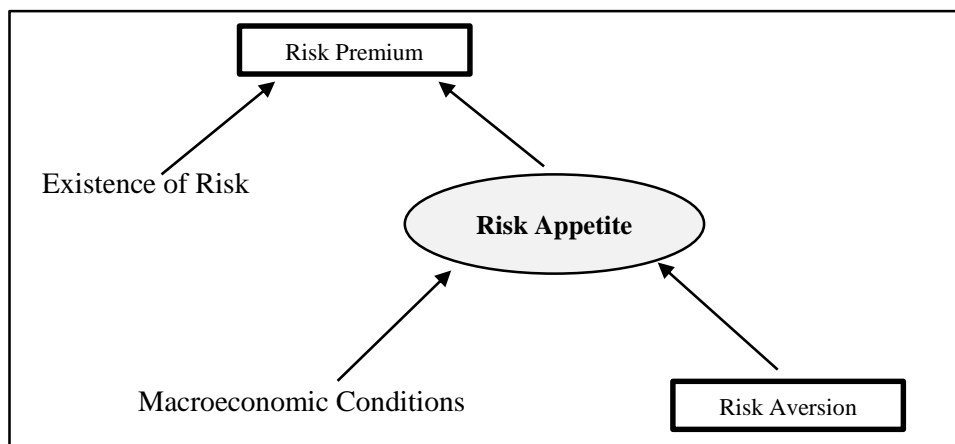 Risk Premium
Existence of Risk
Risk Appetite
Macroeconomic Conditions
Risk Aversion